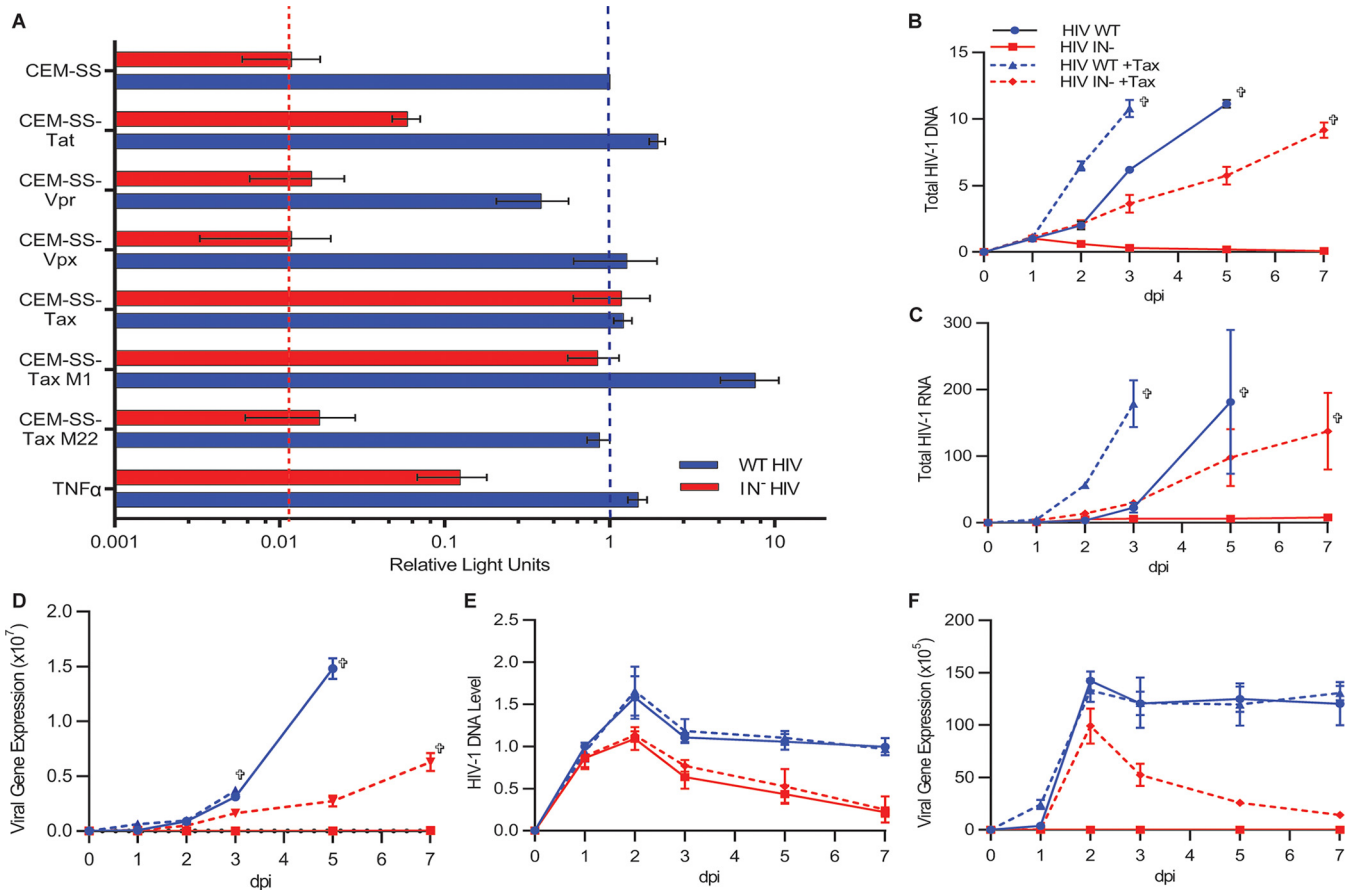 A
CEM-SS
CEM-SS-
Tat
CEM-SS-
Vpr
CEM-SS-
Vpx
CEM-SS-
Tax
CEM-SS-
Tax M1
CEM-SS-
Tax M22
TNFα
WT HIV
IN⁻ HIV
0.001 0.01 0.1 1 10
Relative Light Units
B
HIV WT
HIV IN-
HIV WT +Tax
HIV IN- +Tax
Total HIV-1 DNA
15
10
5
0
✞ ✞ ✞
0 1 2 3 4 5 6 7
dpi
C
Total HIV-1 RNA
300
200
100
0
✞ ✞ ✞
0 1 2 3 4 5 6 7
dpi
D
Viral Gene Expression (x10⁷)
2.0
1.5
1.0
0.5
0.0
✞ ✞ ✞
0 1 2 3 4 5 6 7
dpi
E
HIV-1 DNA Level
2.5
2.0
1.5
1.0
0.5
0.0
0 1 2 3 4 5 6 7
dpi
F
Viral Gene Expression (x10⁵)
200
150
100
50
0
0 1 2 3 4 5 6 7
dpi